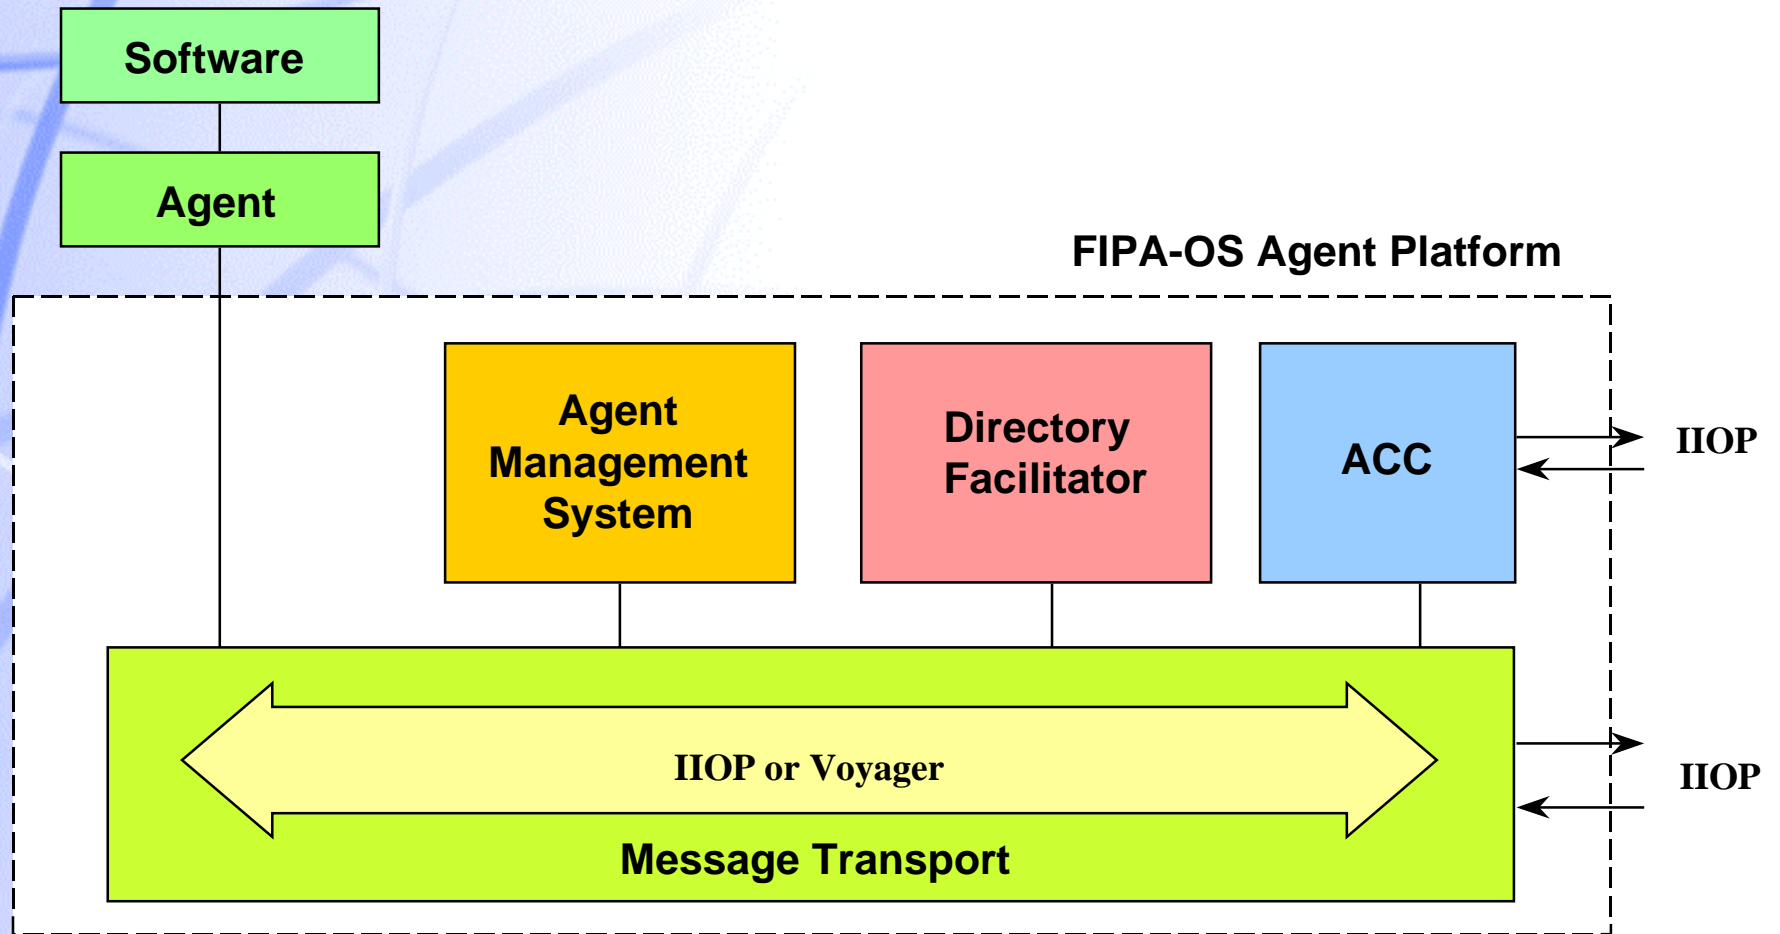 Software
Agent
FIPA-OS Agent Platform
Agent
Management
System
Directory
Facilitator
ACC
IIOP
IIOP or Voyager
IIOP
Message Transport